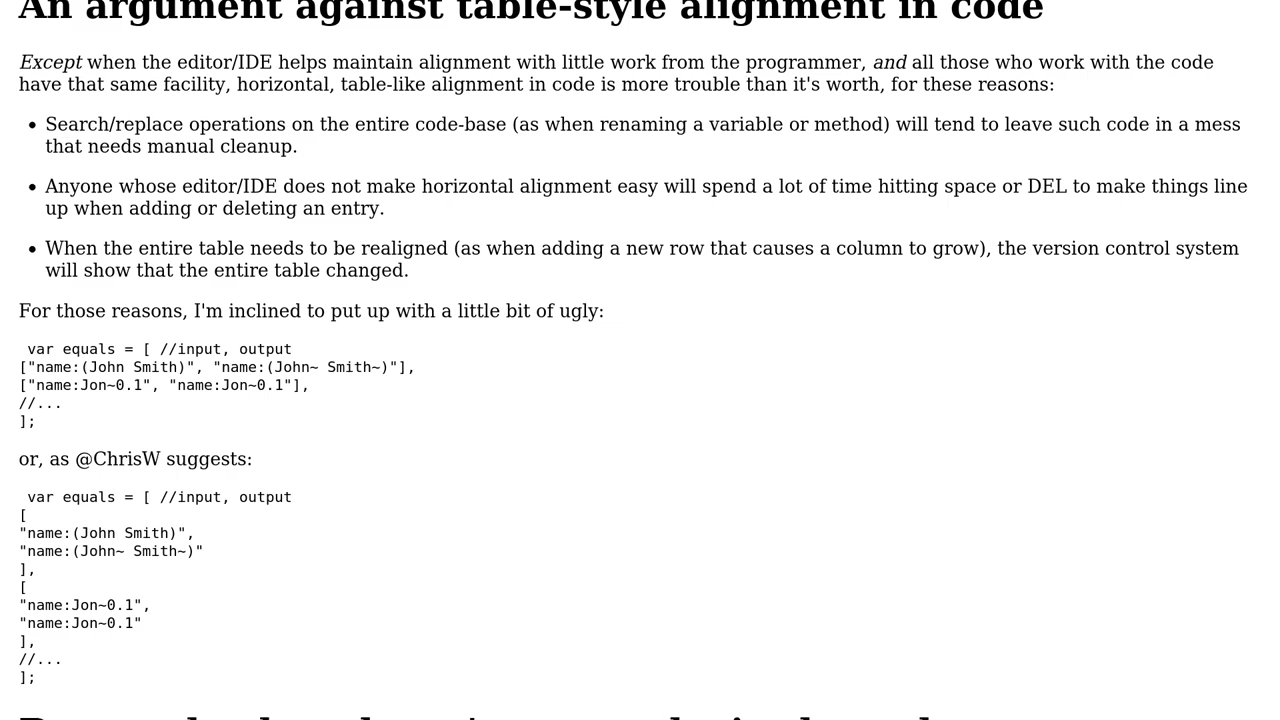 An argument against table-style alignment in code
Except when the editor/IDE helps maintain alignment with little work from the programmer, and all those who work with the code
have that same facility, horizontal, table-like alignment in code is more trouble than it's worth, for these reasons:
• Search/replace operations on the entire code-base (as when renaming a variable or method) will tend to leave such code in a mess
that needs manual cleanup.
• Anyone whose editor/IDE does not make horizontal alignment easy will spend a lot of time hitting space or DEL to make things line
up when adding or deleting an entry.
• When the entire table needs to be realigned (as when adding a new row that causes a column to grow), the version control system
will show that the entire table changed.
For those reasons, I'm inclined to put up with a little bit of ugly:
var equals = [ //input, output
["name:(John Smith)", "name:(John~ Smith~)"],
["name:Jon~0.1", "name:Jon~0.1"],
//...
];
or, as @ChrisW suggests:
var equals = [ //input, output
[
"name:(John Smith)",
"name:(John~ Smith~)"
],
[
"name:Jon~0.1",
"name:Jon~0.1"
],
//...
];